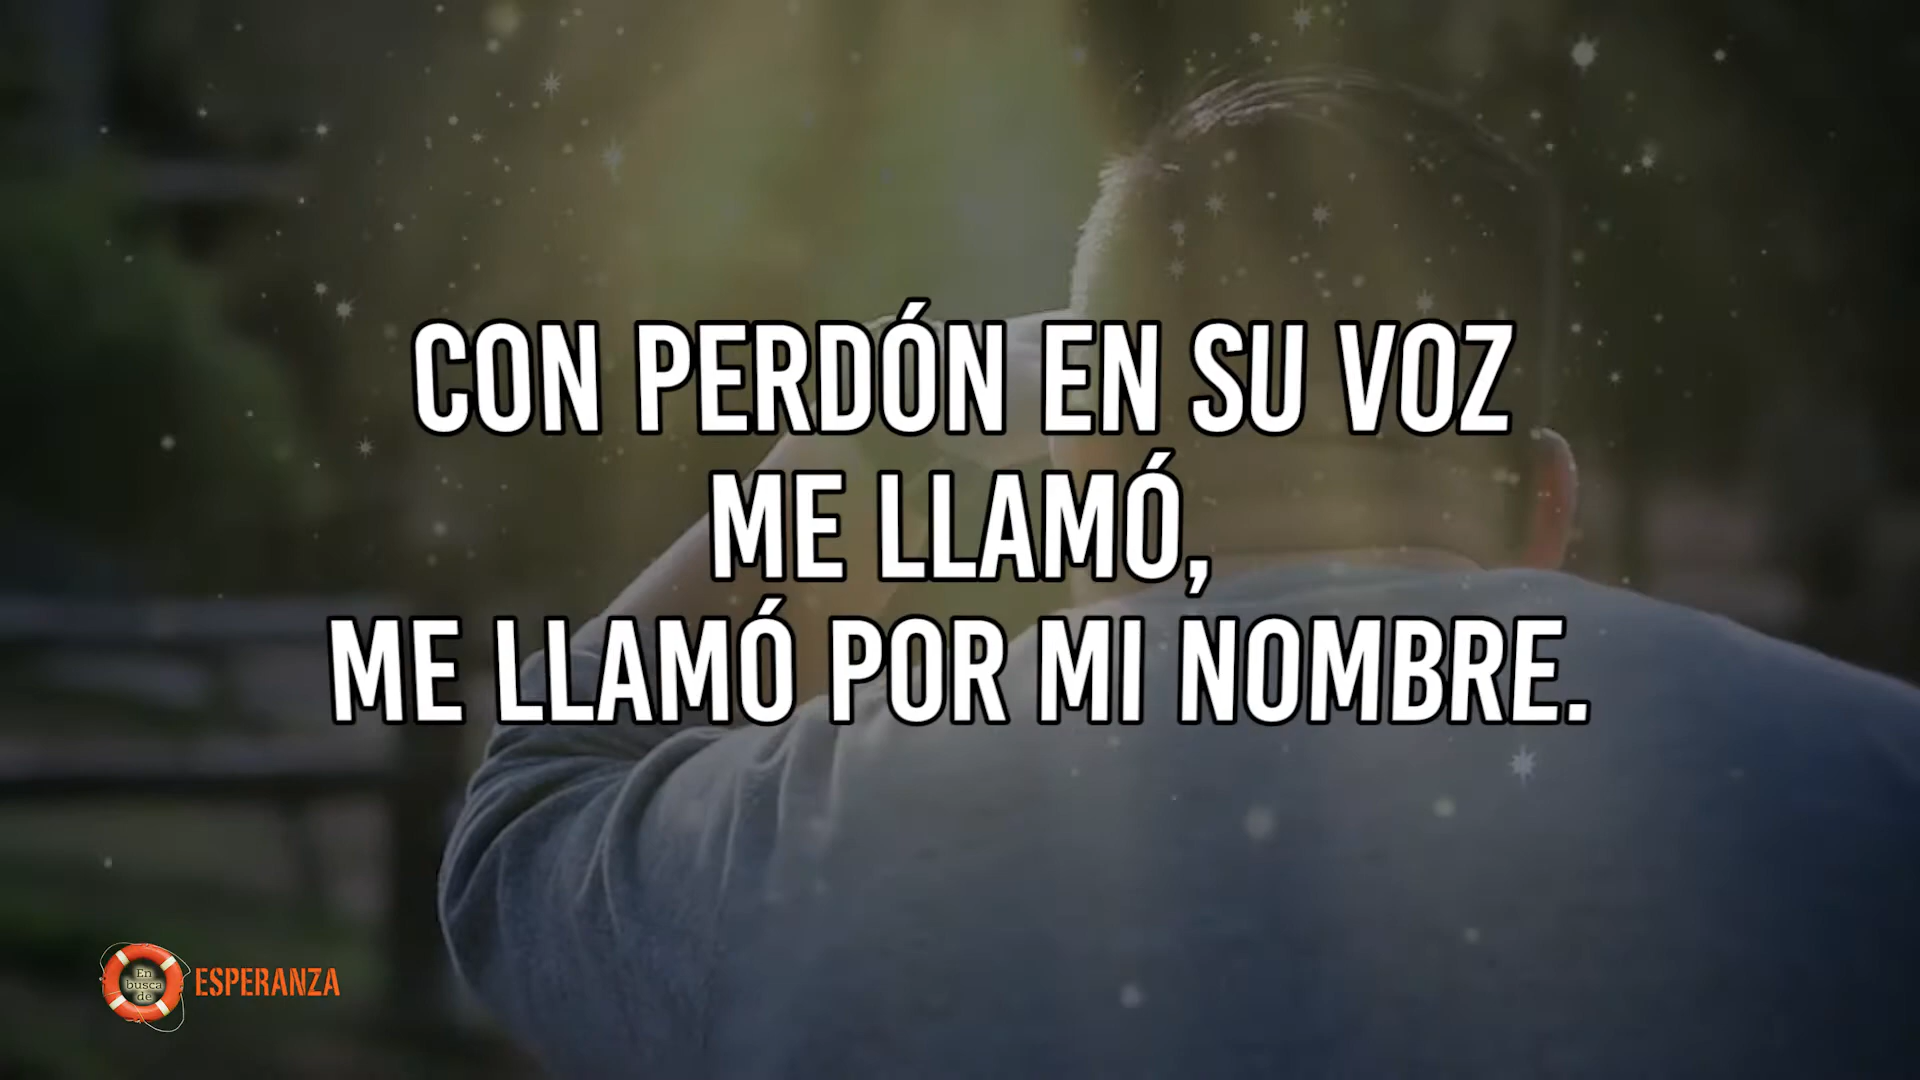 CON PERDÓN EN SU VOZ
ME LLAMÓ,
ME LLAMÓ POR MI NOMBRE.
En
busca
de
ESPERANZA